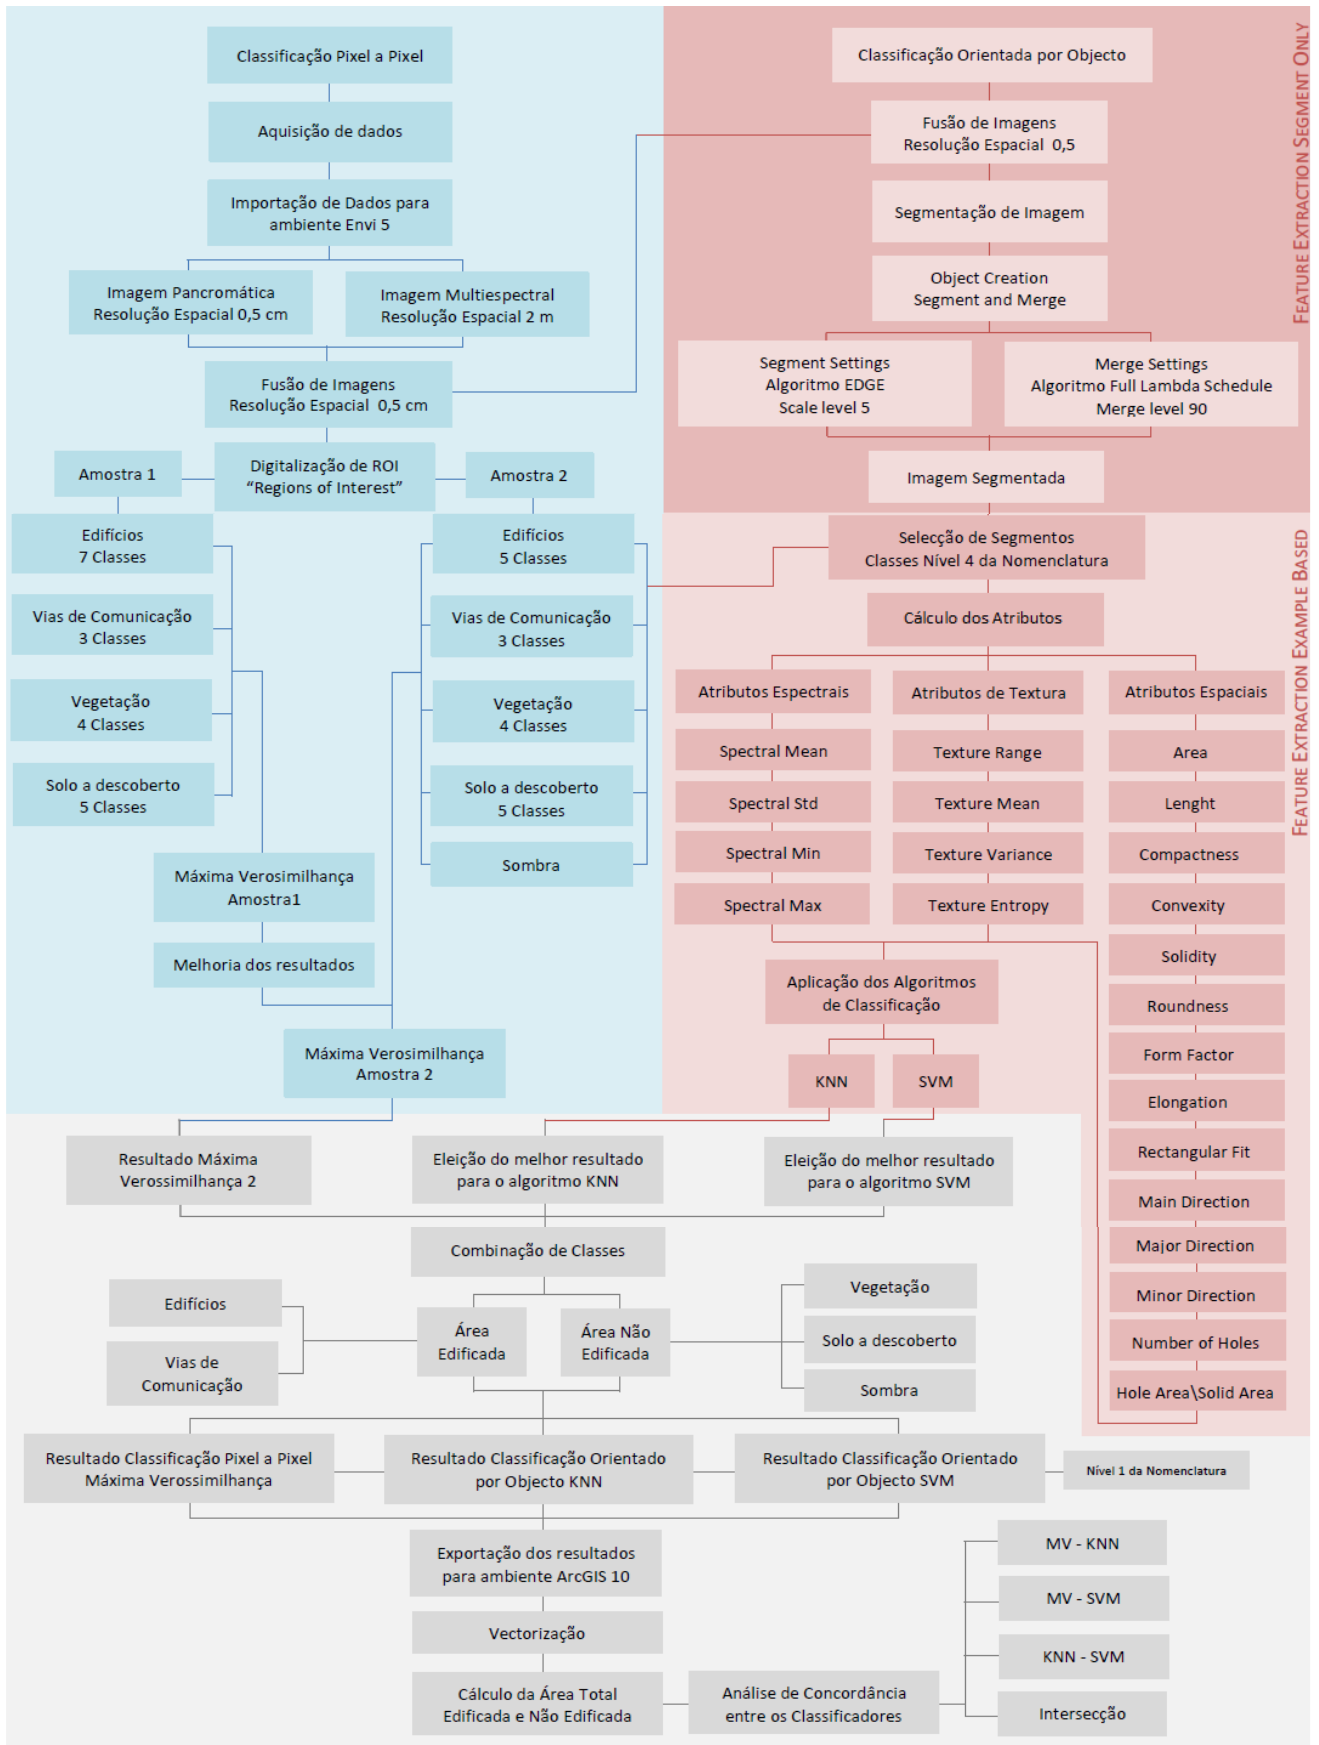 Classificação Pixel a Pixel
Aquisição de dados
Importação de Dados para
ambiente Envi 5
Imagem Pancromática
Resolução Espacial 0,5 cm
Imagem Multiespectral
Resolução Espacial 2 m
Fusão de Imagens
Resolução Espacial 0,5 cm
Digitalização de ROI
“Regions of Interest”
Amostra 1
Amostra 2
Edifícios
7 Classes
Vias de Comunicação
3 Classes
Vegetação
4 Classes
Solo a descoberto
5 Classes
Edifícios
5 Classes
Vias de Comunicação
3 Classes
Vegetação
4 Classes
Solo a descoberto
5 Classes
Sombra
Máxima Verosimilhança
Amostra1
Melhoria dos resultados
Máxima Verosimilhança
Amostra 2
Classificação Orientada por Objecto
Fusão de Imagens
Resolução Espacial 0,5
Segmentação de Imagem
Object Creation
Segment and Merge
Segment Settings
Algoritmo EDGE
Scale level 5
Merge Settings
Algoritmo Full Lambda Schedule
Merge level 90
Imagem Segmentada
FEATURE EXTRACTION SEGMENT ONLY
Selecção de Segmentos
Classes Nível 4 da Nomenclatura
Cálculo dos Atributos
Atributos Espectrais
Spectral Mean
Spectral Std
Spectral Min
Spectral Max
Atributos de Textura
Texture Range
Texture Mean
Texture Variance
Texture Entropy
Atributos Espaciais
Area
Lenght
Compactness
Convexity
Solidity
Roundness
Form Factor
Elongation
Rectangular Fit
Main Direction
Major Direction
Minor Direction
Number of Holes
Hole Area\Solid Area
FEATURE EXTRACTION EXAMPLE BASED
Aplicação dos Algoritmos
de Classificação
KNN
SVM
Resultado Máxima
Verossimilhança 2
Eleição do melhor resultado
para o algoritmo KNN
Eleição do melhor resultado
para o algoritmo SVM
Combinação de Classes
Edifícios
Vias de
Comunicação
Área
Edificada
Área Não
Edificada
Vegetação
Solo a descoberto
Sombra
Resultado Classificação Pixel a Pixel
Máxima Verossimilhança
Resultado Classificação Orientado
por Objecto KNN
Resultado Classificação Orientado
por Objecto SVM
Nível 1 da Nomenclatura
Exportação dos resultados
para ambiente ArcGIS 10
Vectorização
Cálculo da Área Total
Edificada e Não Edificada
Análise de Concordância
entre os Classificadores
MV - KNN
MV - SVM
KNN - SVM
Intersecção